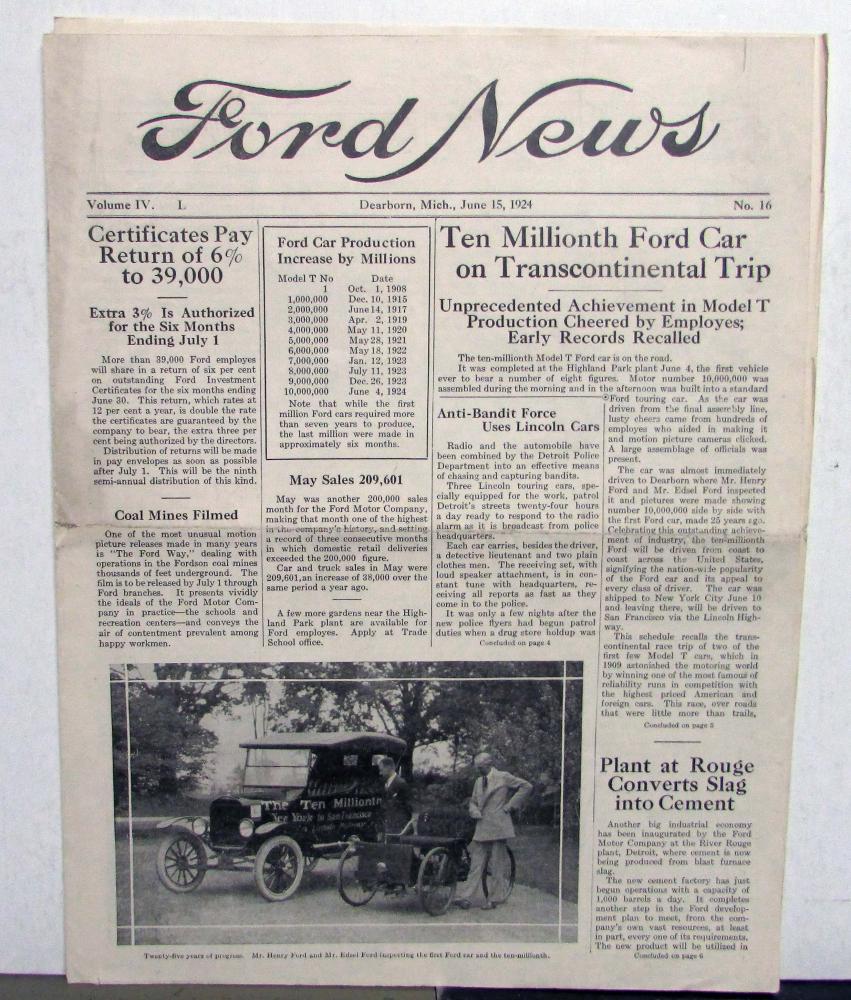 Ford News
Volume IV. L Dearborn, Mich., June 15, 1924 No. 16
Certificates Pay
Return of 6%
to 39,000
Extra 3% Is Authorized
for the Six Months
Ending July 1
More than 39,000 Ford employes
will share in a return of six per cent
on outstanding Ford Investment
Certificates for the six months ending
June 30. This return, which rates at
12 per cent a year, is double the rate
the certificates are guaranteed by the
company to bear, the extra three per
cent being authorized by the directors.
Distribution of returns will be made
in pay envelopes as soon as possible
after July 1. This will be the ninth
semi-annual distribution of this kind.
Coal Mines Filmed
One of the most unusual motion
picture releases made in many years
is "The Ford Way," dealing with
operations in the Fordson coal mines
thousands of feet underground. The
film is to be released by July 1 through
Ford branches. It presents vividly
the ideals of the Ford Motor Com-
pany in practice—the schools and
recreation centers—and conveys the
air of contentment prevalent among
happy workmen.
Ford Car Production
Increase by Millions
Model T No Date
1 Oct. 1, 1908
1,000,000 Dec. 10, 1915
2,000,000 June 14, 1917
3,000,000 Apr. 2, 1919
4,000,000 May 11, 1920
5,000,000 May 28, 1921
6,000,000 May 18, 1922
7,000,000 Jan. 12, 1923
8,000,000 July 11, 1923
9,000,000 Dec. 26, 1923
10,000,000 June 4, 1924
Note that while the first
million Ford cars required more
than seven years to produce,
the last million were made in
approximately six months.
May Sales 209,601
May was another 200,000 sales
month for the Ford Motor Company,
making that month one of the highest
in the company's history, and setting
a record of three consecutive months
in which domestic retail deliveries
exceeded the 200,000 figure.
Car and truck sales in May were
209,601, an increase of 38,000 over the
same period a year ago.
A few more gardens near the High-
land Park plant are available for
Ford employes. Apply at Trade
School office.
Ten Millionth Ford Car
on Transcontinental Trip
Unprecedented Achievement in Model T
Production Cheered by Employes;
Early Records Recalled
The ten-millionth Model T Ford car is on the road.
It was completed at the Highland Park plant June 4, the first vehicle
ever to bear a number of eight figures. Motor number 10,000,000 was
assembled during the morning and in the afternoon was built into a standard
Ford touring car. As the car was
driven from the final assembly line,
lusty cheers came from hundreds of
employes who aided in making it
and motion picture cameras clicked.
A large assemblage of officials was
present.
The car was almost immediately
driven to Dearborn where Mr. Henry
Ford and Mr. Edsel Ford inspected
it and pictures were made showing
number 10,000,000 side by side with
the first Ford car, made 25 years ago.
Celebrating this outstanding achieve-
ment of industry, the ten-millionth
Ford will be driven from coast to
coast across the United States,
signifying the nation-wide popularity
of the Ford car and its appeal to
every class of driver. The car was
shipped to New York City June 10
and leaving there, will be driven to
San Francisco via the Lincoln High-
way.
This schedule recalls the trans-
continental race trip of two of the
first few Model T cars, which in
1909 astonished the motoring world
by winning one of the most famous of
reliability runs in competition with
the highest priced American and
foreign cars. This race, over roads
that were little more than trails,
Concluded on page 5
Anti-Bandit Force
Uses Lincoln Cars
Radio and the automobile have
been combined by the Detroit Police
Department into an effective means
of chasing and capturing bandits.
Three Lincoln touring cars, spe-
cially equipped for the work, patrol
Detroit's streets twenty-four hours
a day ready to respond to the radio
alarm as it is broadcast from police
headquarters.
Each car carries, besides the driver,
a detective lieutenant and two plain
clothes men. The receiving set, with
loud speaker attachment, is in con-
stant tune with headquarters, re-
ceiving all reports as fast as they
come in to the police.
It was only a few nights after the
new police flyers had begun patrol
duties when a drug store holdup was
Concluded on page 4
Plant at Rouge
Converts Slag
into Cement
Another big industrial economy
has been inaugurated by the Ford
Motor Company at the River Rouge
plant, Detroit, where cement is now
being produced from blast furnace
slag.
The new cement factory has just
begun operations with a capacity of
1,000 barrels a day. It completes
another step in the Ford develop-
ment plan to meet, from the com-
pany's own vast resources, at least
in part, every one of its requirements.
The new product will be utilized in
Concluded on page 6
The Ten Millionth
New York to San Francisco
Twenty-five years of progress. Mr. Henry Ford and Mr. Edsel Ford inspecting the first Ford car and the ten-millionth.